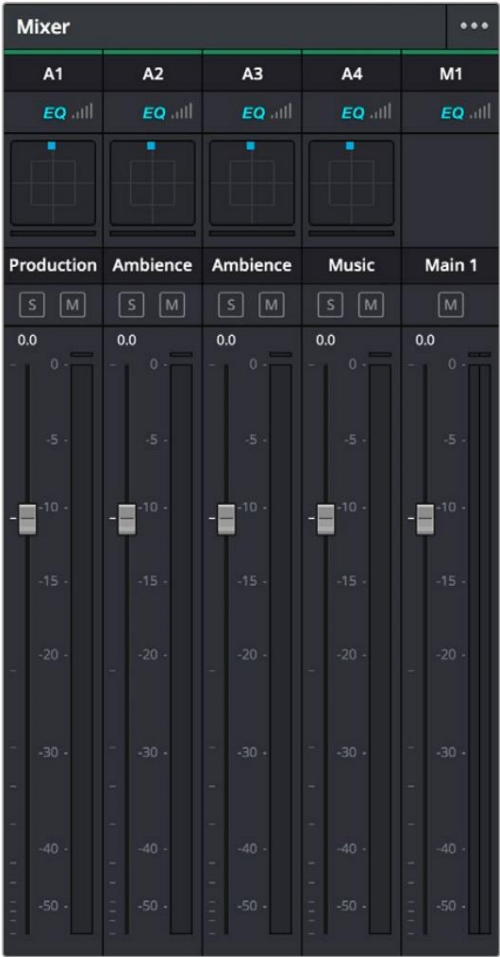 Mixer •••
A1 A2 A3 A4 M1
EQ EQ EQ EQ EQ
Production Ambience Ambience Music Main 1
S M S M S M S M M
0.0 0.0 0.0 0.0 0.0
0 0 0 0 0
-5 -5 -5 -5 -5
-10 -10 -10 -10 -10
-15 -15 -15 -15 -15
-20 -20 -20 -20 -20
-30 -30 -30 -30 -30
-40 -40 -40 -40 -40
-50 -50 -50 -50 -50